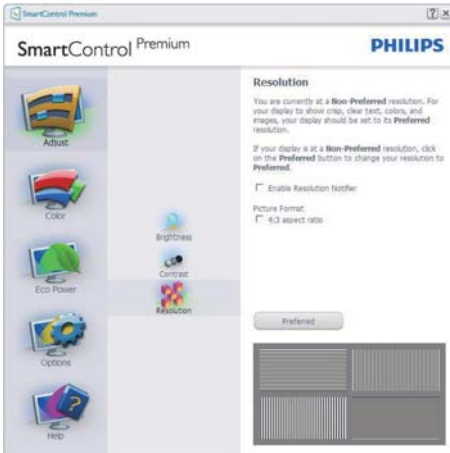 SmartControl Premium
? x
SmartControl Premium
PHILIPS
Adjust
Color
Eco Power
Options
Help
Brightness
Contrast
Resolution
Resolution
You are currently at a Non-Preferred resolution. For
your display to show crisp, clear text, colors, and
images, your display should be set to its Preferred
resolution.
If your display is at a Non-Preferred resolution, click
on the Preferred button to change your resolution to
Preferred.
Enable Resolution Notifier
Picture Format
4:3 aspect ratio
Preferred